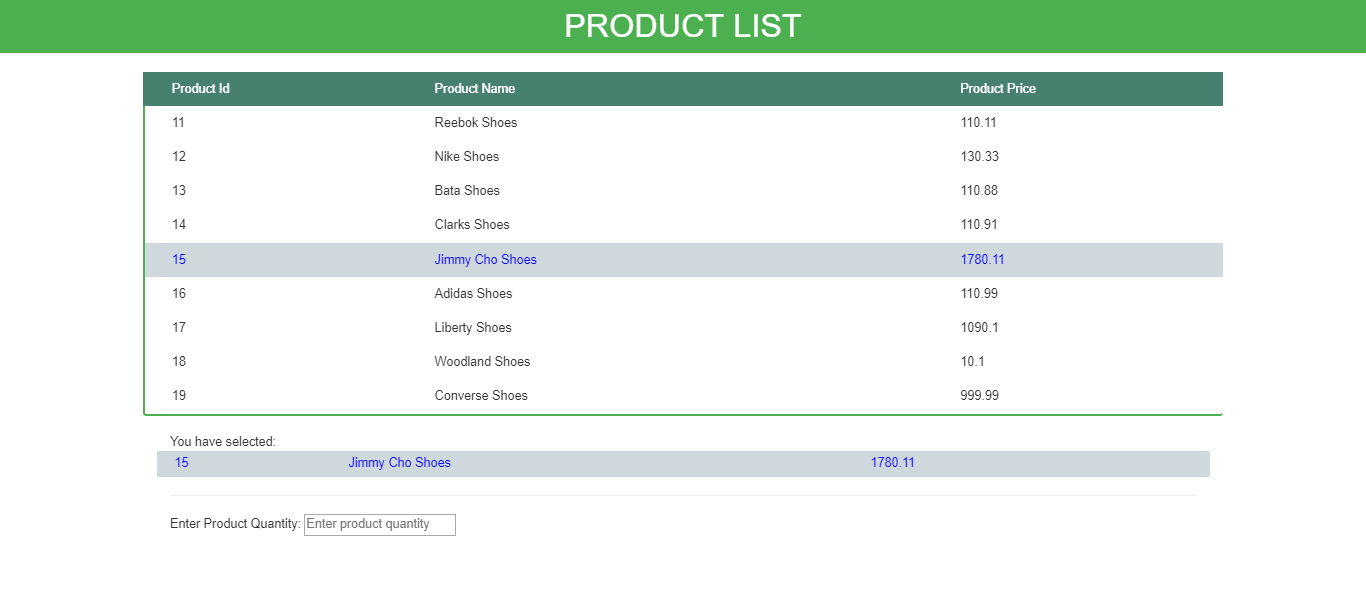 PRODUCT LIST
Product Id Product Name Product Price
11 Reebok Shoes 110.11
12 Nike Shoes 130.33
13 Bata Shoes 110.88
14 Clarks Shoes 110.91
15 Jimmy Cho Shoes 1780.11
16 Adidas Shoes 110.99
17 Liberty Shoes 1090.1
18 Woodland Shoes 10.1
19 Converse Shoes 999.99
You have selected:
15 Jimmy Cho Shoes 1780.11
Enter Product Quantity: Enter product quantity